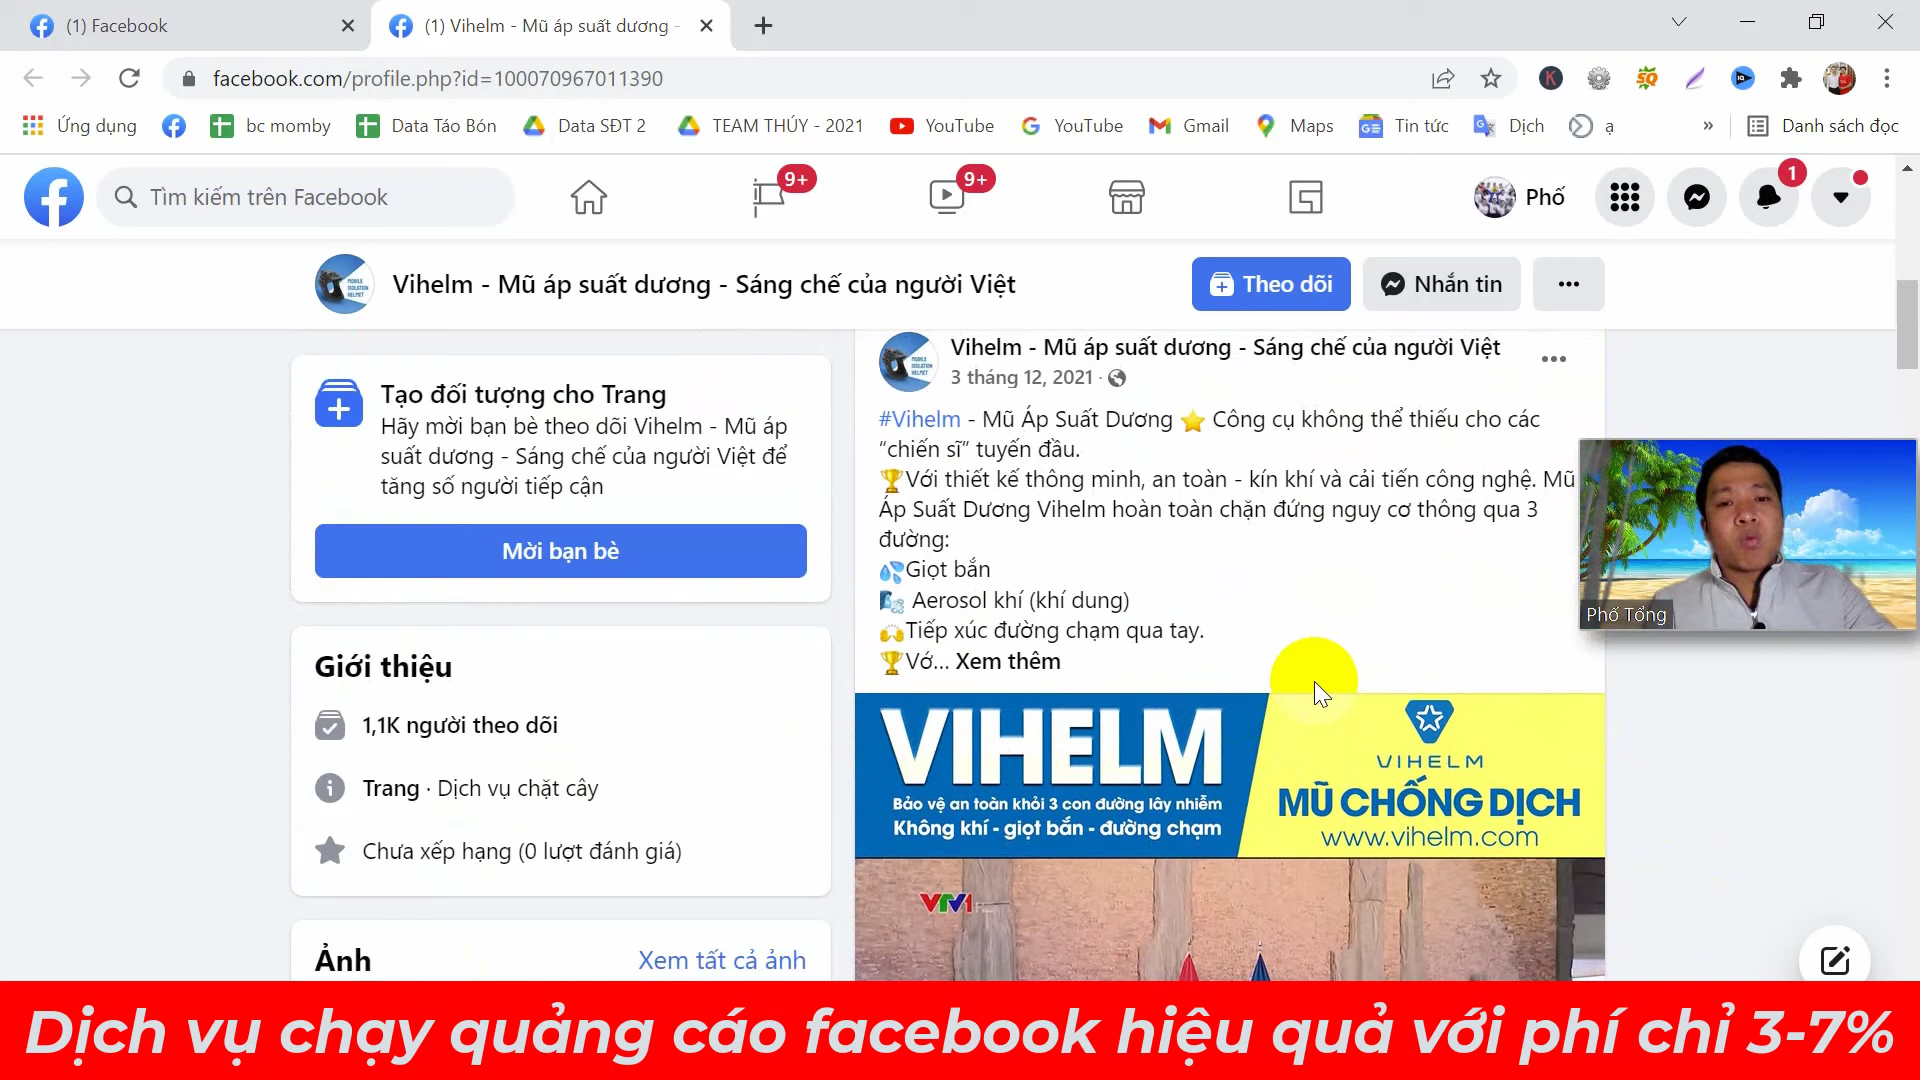 (1) Facebook
(1) Vihelm - Mũ áp suất dương -
facebook.com/profile.php?id=100070967011390
Ứng dụng
bc momby
Data Táo Bón
Data SĐT 2
TEAM THÚY - 2021
YouTube
YouTube
Gmail
Maps
Tin tức
Dịch
ạ
»
Danh sách đọc
Tìm kiếm trên Facebook
9+
9+
Phố
1
Vihelm - Mũ áp suất dương - Sáng chế của người Việt
Theo dõi
Nhắn tin
Tạo đối tượng cho Trang
Hãy mời bạn bè theo dõi Vihelm - Mũ áp
suất dương - Sáng chế của người Việt để
tăng số người tiếp cận
Mời bạn bè
Giới thiệu
1,1K người theo dõi
Trang · Dịch vụ chặt cây
Chưa xếp hạng (0 lượt đánh giá)
Ảnh
Xem tất cả ảnh
Vihelm - Mũ áp suất dương - Sáng chế của người Việt
3 tháng 12, 2021 ·
#Vihelm - Mũ Áp Suất Dương ⭐ Công cụ không thể thiếu cho các
“chiến sĩ” tuyến đầu.
🏆Với thiết kế thông minh, an toàn - kín khí và cải tiến công nghệ. Mũ
Áp Suất Dương Vihelm hoàn toàn chặn đứng nguy cơ thông qua 3
đường:
💦Giọt bắn
🌬️ Aerosol khí (khí dung)
🙌Tiếp xúc đường chạm qua tay.
🏆Vớ... Xem thêm
VIHELM
Bảo vệ an toàn khỏi 3 con đường lây nhiễm
Không khí - giọt bắn - đường chạm
VIHELM
MŨ CHỐNG DỊCH
www.vihelm.com
VTV1
Phố Tổng
Dịch vụ chạy quảng cáo facebook hiệu quả với phí chỉ 3-7%